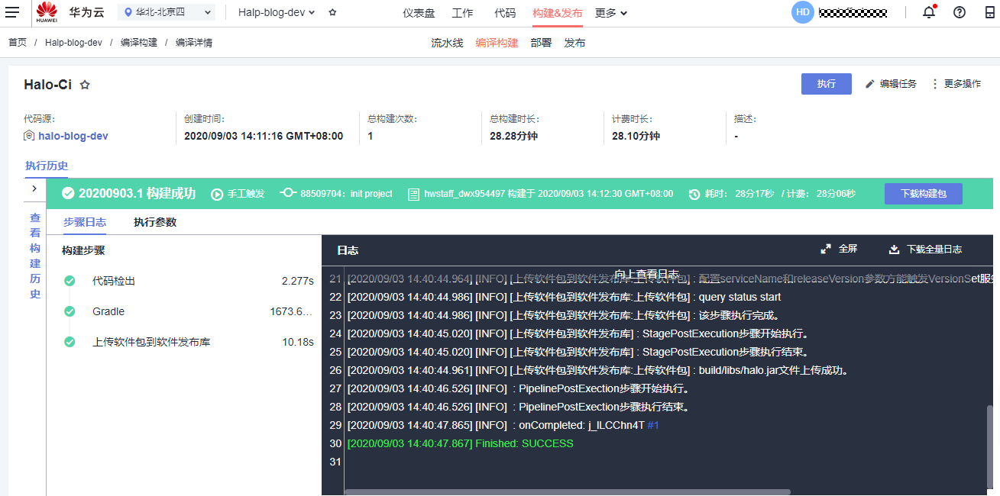 HUAWEI 华为云 华北-北京四 Halp-blog-dev 仪表盘 工作 代码 构建&发布 更多 HD
首页 / Halp-blog-dev / 编译构建 / 编译详情 流水线 编译构建 部署 发布
Halo-Ci 执行 编辑任务 更多操作
代码源: 创建时间: 总构建次数: 总构建时长: 计费时长: 描述:
halo-blog-dev 2020/09/03 14:11:16 GMT+08:00 1 28.28分钟 28.10分钟 -
执行历史
20200903.1 构建成功 手工触发 88509704：init project hwstaff_dwx954497 构建于 2020/09/03 14:12:30 GMT+08:00 耗时： 28分17秒 / 计费： 28分06秒 下载构建包
查看构建历史
步骤日志 执行参数
构建步骤
代码检出 2.277s
Gradle 1673.6...
上传软件包到软件发布库 10.18s
日志 全屏 下载全量日志
向上查看日志
21 [2020/09/03 14:40:44.964] [INFO] [上传软件包到软件发布库:上传软件包] : 配置serviceName和releaseVersion参数方能触发VersionSet服
22 [2020/09/03 14:40:44.986] [INFO] [上传软件包到软件发布库:上传软件包] : query status start
23 [2020/09/03 14:40:44.986] [INFO] [上传软件包到软件发布库:上传软件包] : 该步骤执行完成。
24 [2020/09/03 14:40:45.020] [INFO] [上传软件包到软件发布库] : StagePostExecution步骤开始执行。
25 [2020/09/03 14:40:45.020] [INFO] [上传软件包到软件发布库] : StagePostExecution步骤执行结束。
26 [2020/09/03 14:40:44.961] [INFO] [上传软件包到软件发布库:上传软件包] : build/libs/halo.jar文件上传成功。
27 [2020/09/03 14:40:46.526] [INFO] : PipelinePostExection步骤开始执行。
28 [2020/09/03 14:40:46.526] [INFO] : PipelinePostExection步骤执行结束。
29 [2020/09/03 14:40:47.865] [INFO] : onCompleted: j_ILCChn4T #1
30 [2020/09/03 14:40:47.867] Finished: SUCCESS
31